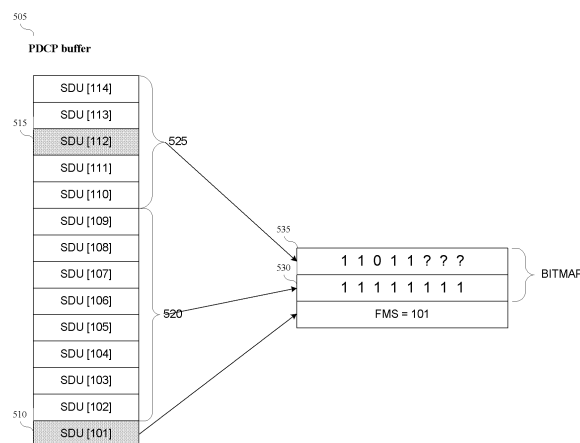 505
PDCP buffer
SDU [114]
SDU [113]
515
SDU [112]
525
SDU [111]
SDU [110]
SDU [109]
SDU [108]
SDU [107]
SDU [106]
520
SDU [105]
SDU [104]
SDU [103]
SDU [102]
510
SDU [101]
535
1 1 0 1 1 ? ? ?
530
1 1 1 1 1 1 1 1
FMS = 101
BITMAP